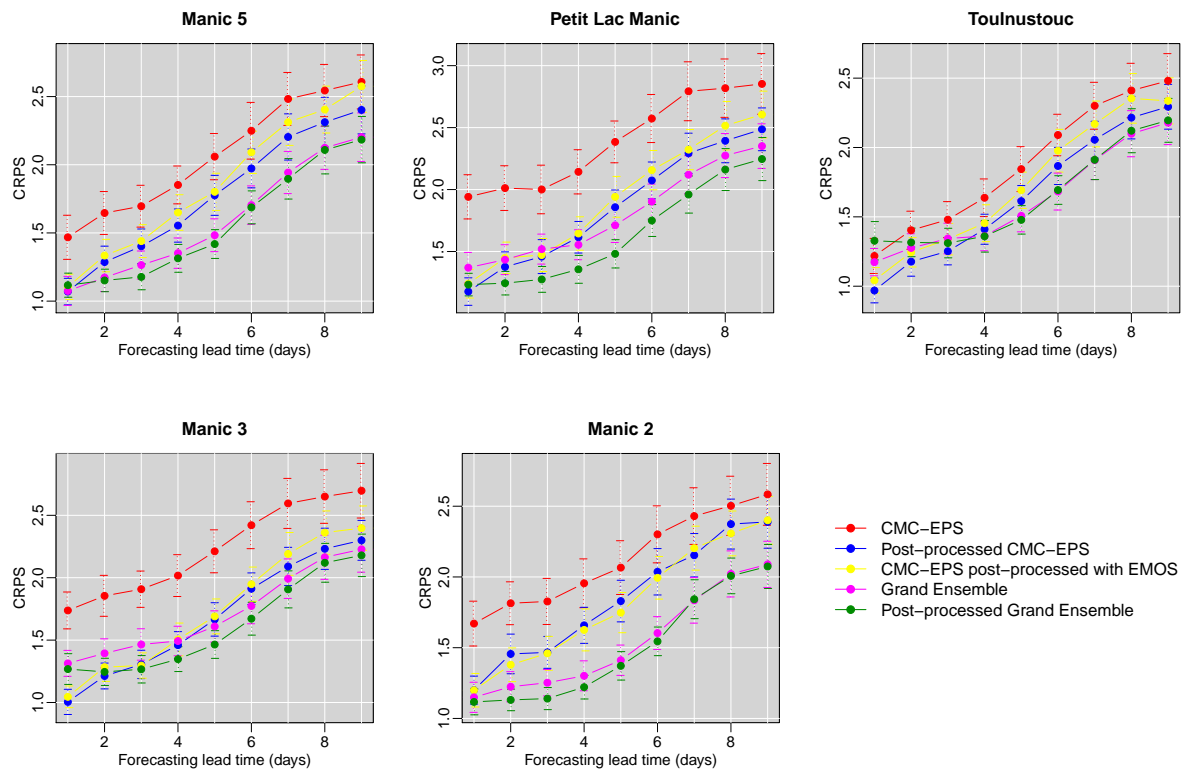 Manic 5
CRPS
1.0 1.5 2.0 2.5
2 4 6 8
Forecasting lead time (days)
Petit Lac Manic
CRPS
1.5 2.0 2.5 3.0
2 4 6 8
Forecasting lead time (days)
Toulnustouc
CRPS
1.0 1.5 2.0 2.5
2 4 6 8
Forecasting lead time (days)
Manic 3
CRPS
1.0 1.5 2.0 2.5
2 4 6 8
Forecasting lead time (days)
Manic 2
CRPS
1.0 1.5 2.0 2.5
2 4 6 8
Forecasting lead time (days)
CMC−EPS
Post−processed CMC−EPS
CMC−EPS post−processed with EMOS
Grand Ensemble
Post−processed Grand Ensemble